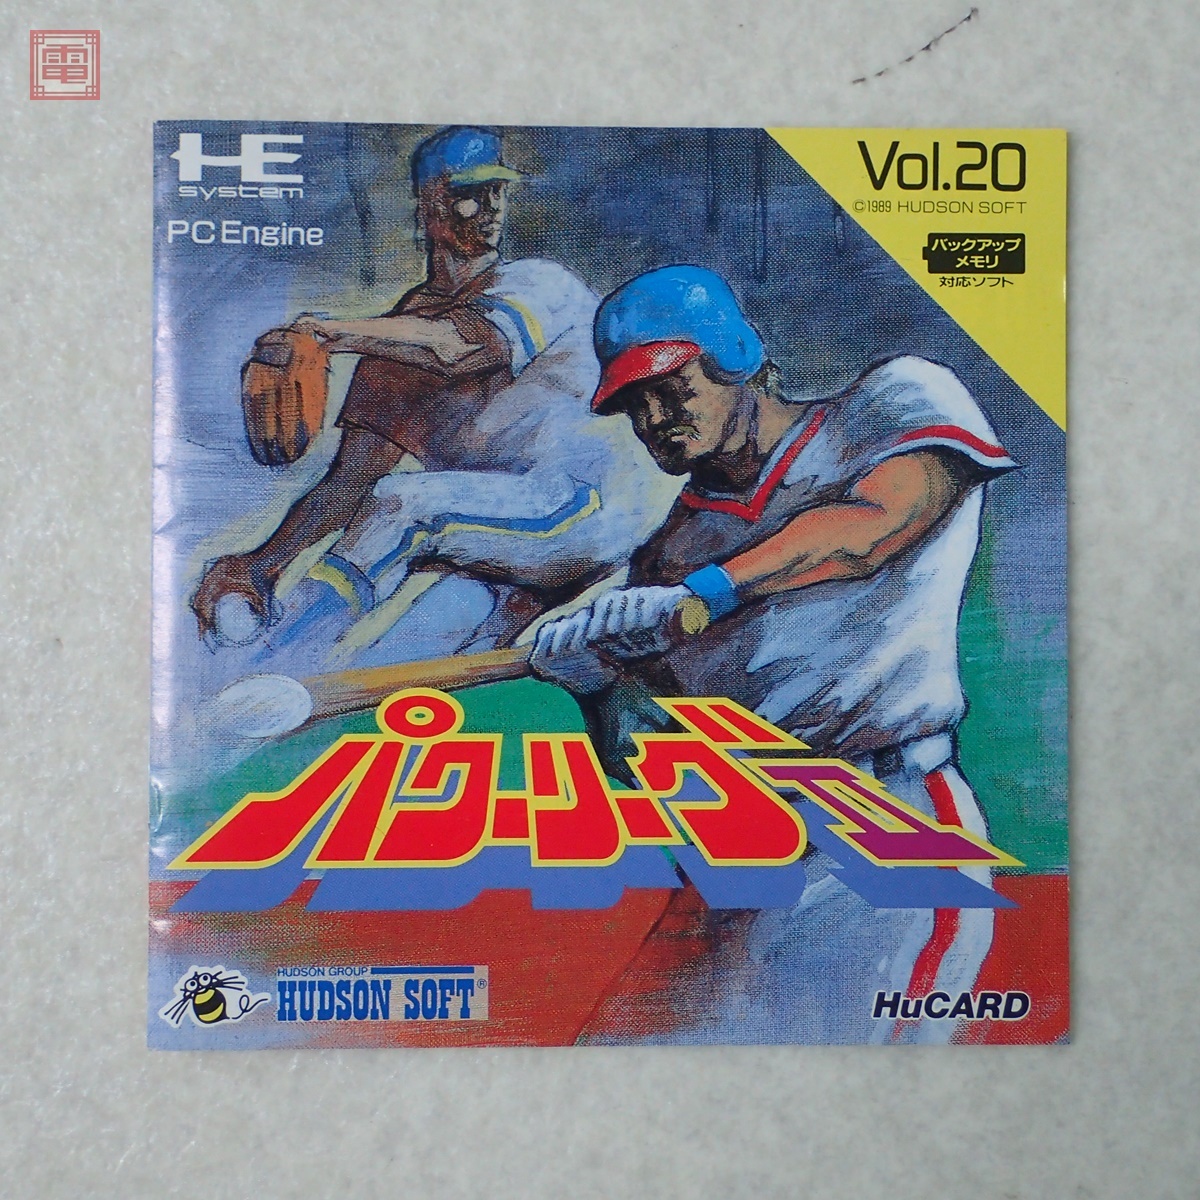 電
HE
system
PC Engine
Vol.20
©1989 HUDSON SOFT
バックアップ
メモリ
対応ソフト
パワーリーグII
HUDSON GROUP
HUDSON SOFT®
HuCARD